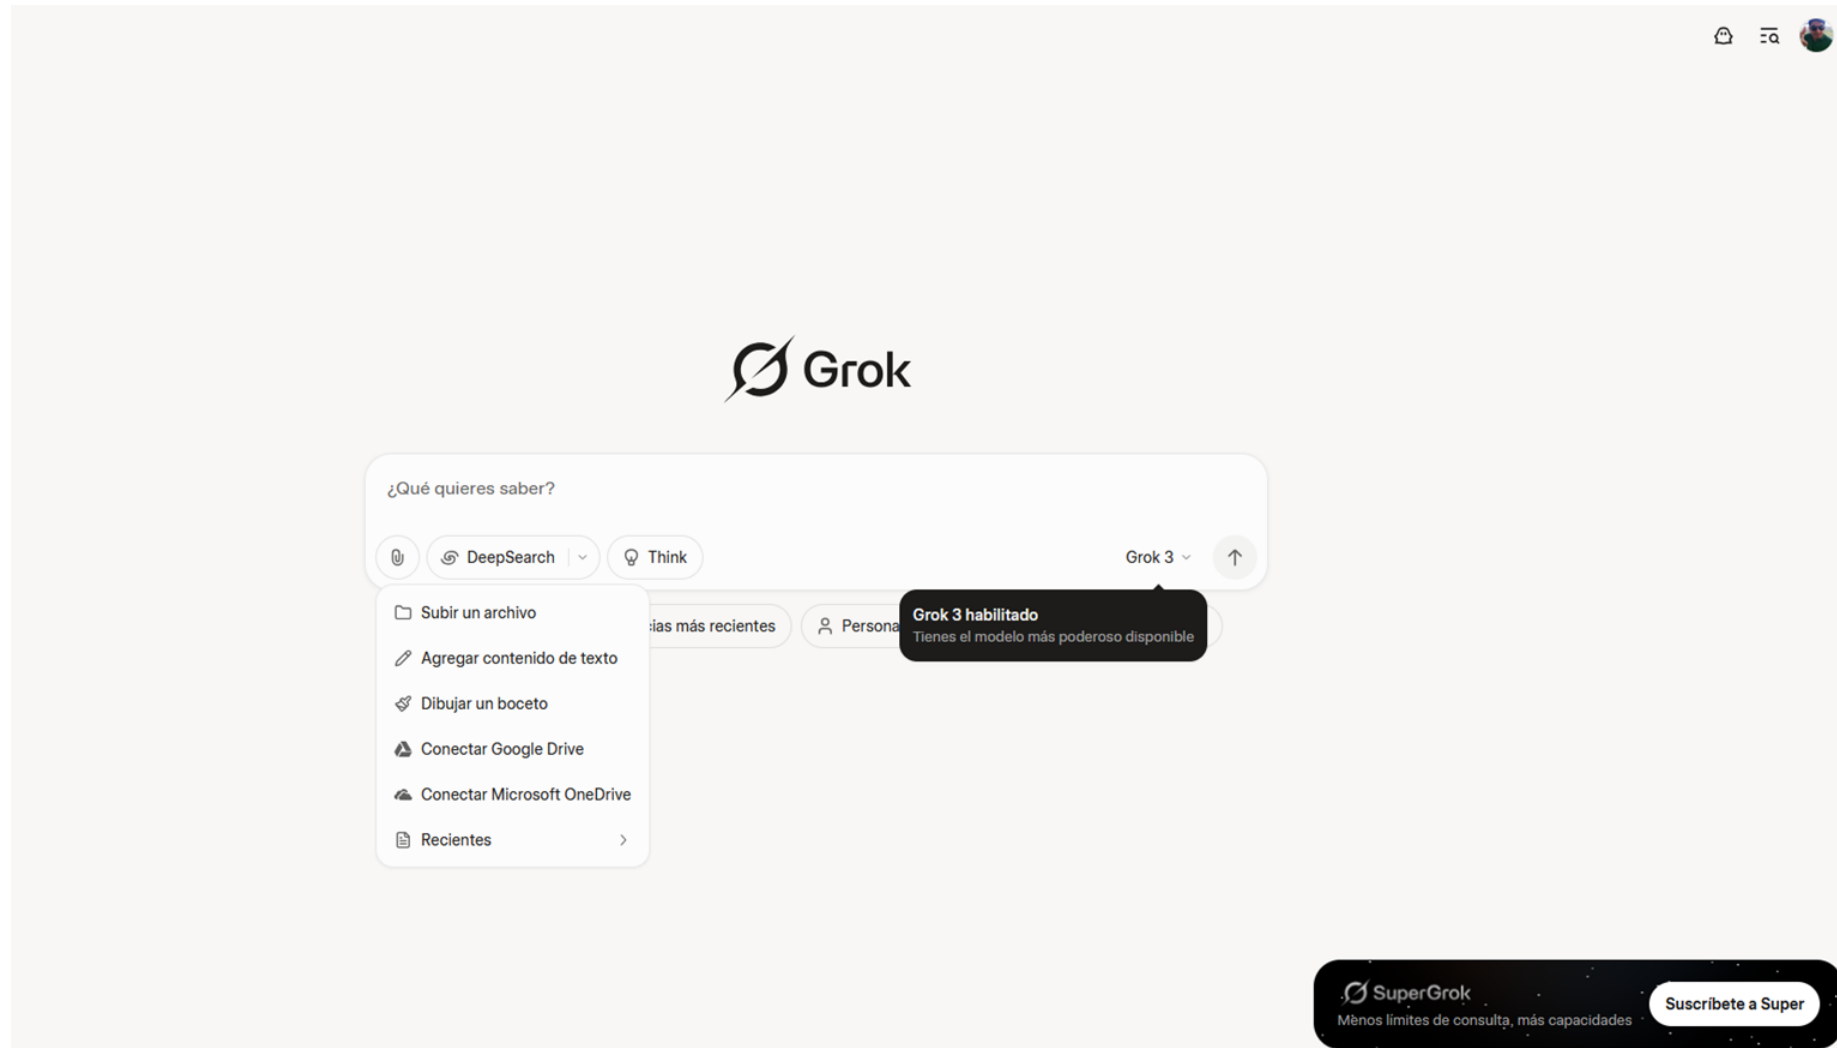 Grok
¿Qué quieres saber?
DeepSearch
Think
Grok 3
Subir un archivo
Agregar contenido de texto
Dibujar un boceto
Conectar Google Drive
Conectar Microsoft OneDrive
Recientes
más recientes
Grok 3 habilitado
Tienes el modelo más poderoso disponible
SuperGrok
Menos límites de consulta, más capacidades
Suscríbete a Super